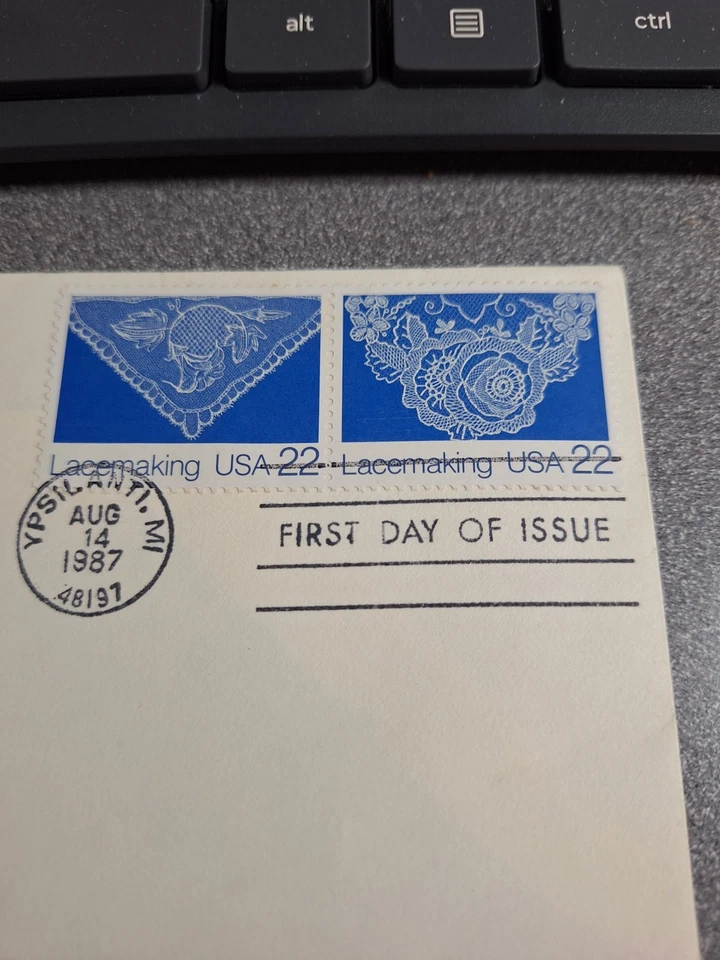 alt
ctrl
Lacemaking USA 22
Lacemaking USA 22
YPSILANTI, MI
AUG
14
1987
48197
FIRST DAY OF ISSUE